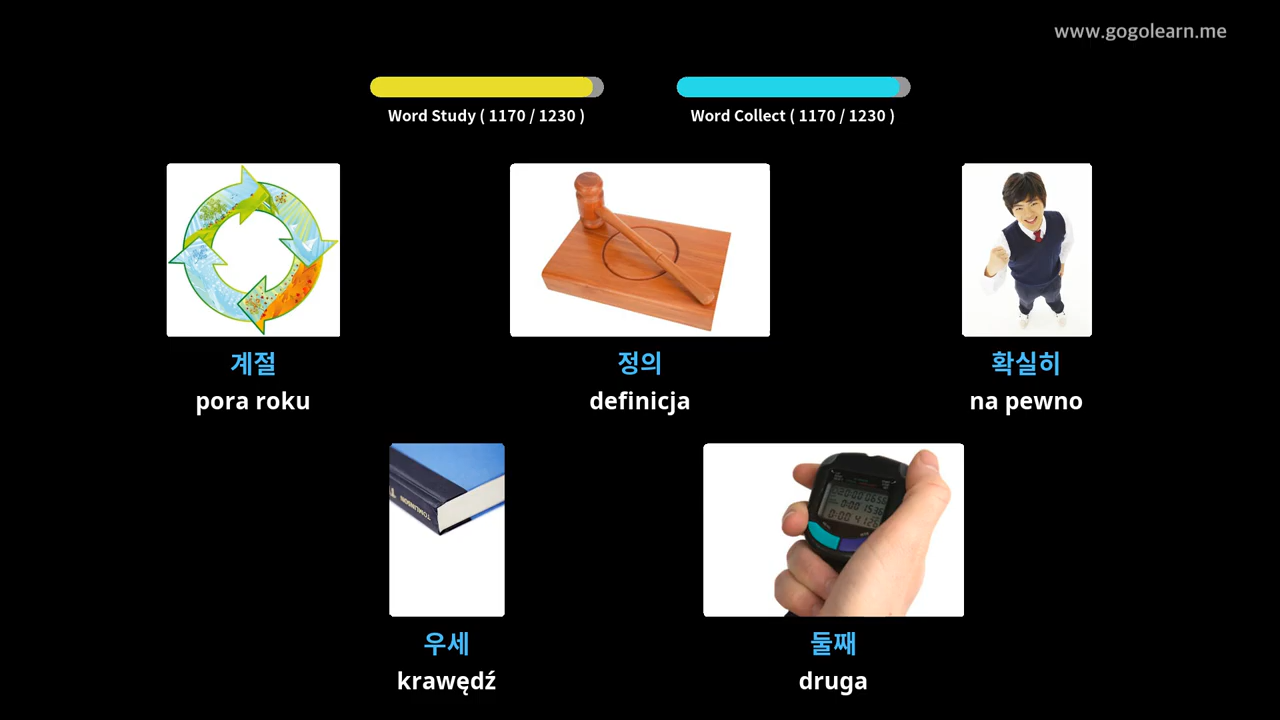 www.gogolearn.me
Word Study ( 1170 / 1230 )
Word Collect ( 1170 / 1230 )
계절
pora roku
정의
definicja
확실히
na pewno
TOMLINSON
우세
krawędź
둘째
druga